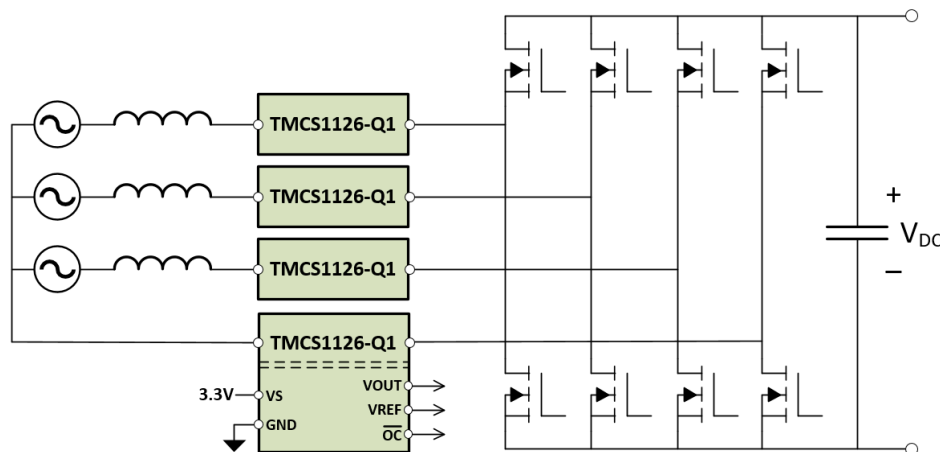 TMCS1126-Q1
TMCS1126-Q1
TMCS1126-Q1
TMCS1126-Q1
3.3V
VS
GND
VOUT
VREF
OC
+
VDC
−